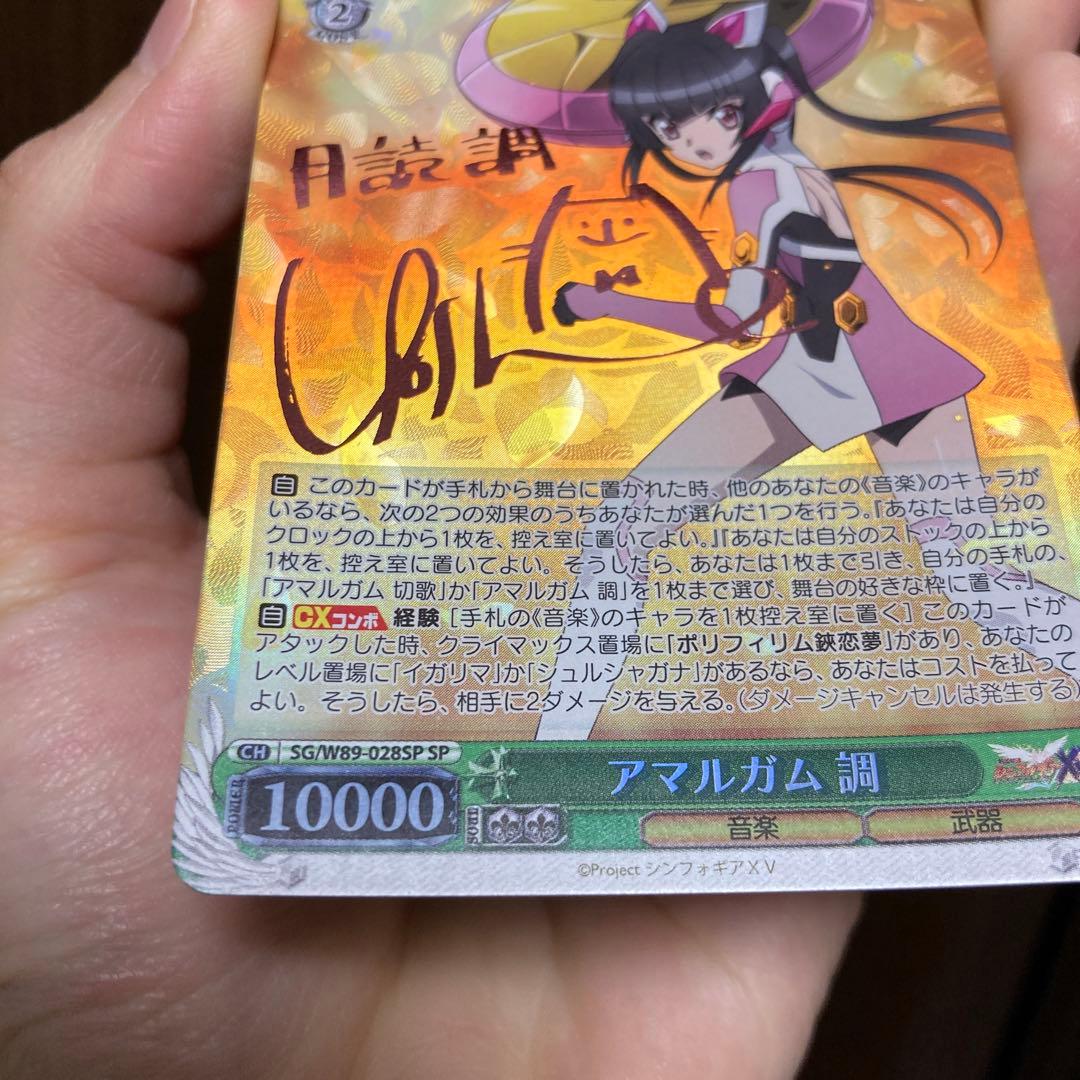 2
COST
月読 調
自 このカードが手札から舞台に置かれた時、他のあなたの《音楽》のキャラが
いるなら、次の2つの効果のうちあなたが選んだ1つを行う。『あなたは自分の
クロックの上から1枚を、控え室に置いてよい。』『あなたは自分のストックの上から
1枚を、控え室に置いてよい。そうしたら、あなたは1枚まで引き、自分の手札の、
「アマルガム 切歌」か「アマルガム 調」を1枚まで選び、舞台の好きな枠に置く。』
自 CXコンボ 経験 [手札の《音楽》のキャラを1枚控え室に置く] このカードが
アタックした時、クライマックス置場に「ポリフィリム鋏恋夢」があり、あなたの
レベル置場に「イガリマ」か「シュルシャガナ」があるなら、あなたはコストを払って
よい。そうしたら、相手に2ダメージを与える。(ダメージキャンセルは発生する)
CH SG/W89-028SP SP
アマルガム 調
POWER 10000 SOUL
音楽 武器
©Project シンフォギアXV